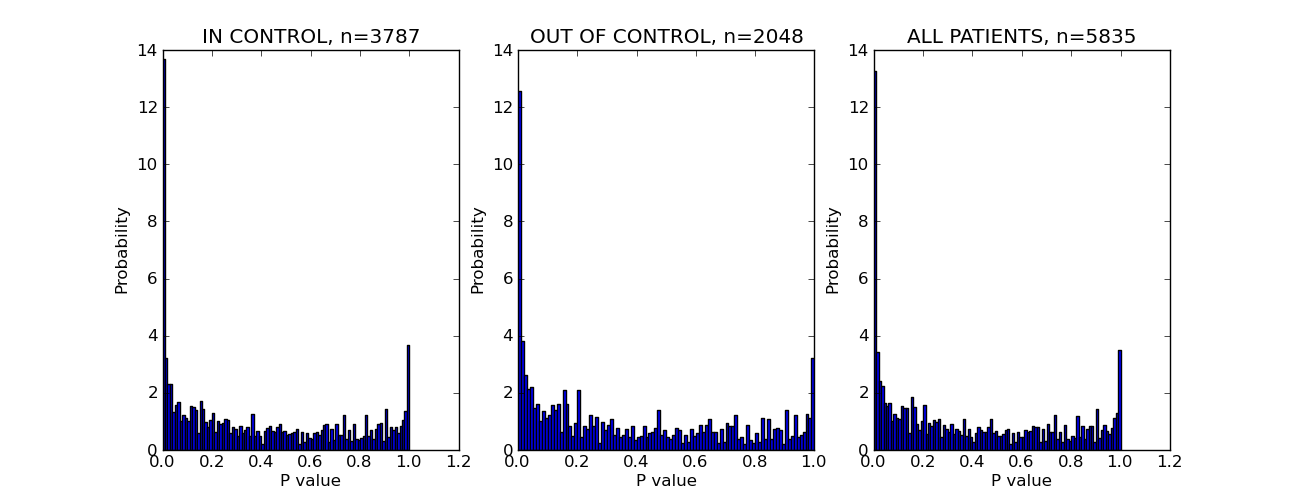 IN CONTROL, n=3787
OUT OF CONTROL, n=2048
ALL PATIENTS, n=5835
14
12
10
8
6
4
2
0
Probability
0.0 0.2 0.4 0.6 0.8 1.0 1.2
P value
14
12
10
8
6
4
2
0
Probability
0.0 0.2 0.4 0.6 0.8 1.0
P value
14
12
10
8
6
4
2
0
Probability
0.0 0.2 0.4 0.6 0.8 1.0 1.2
P value